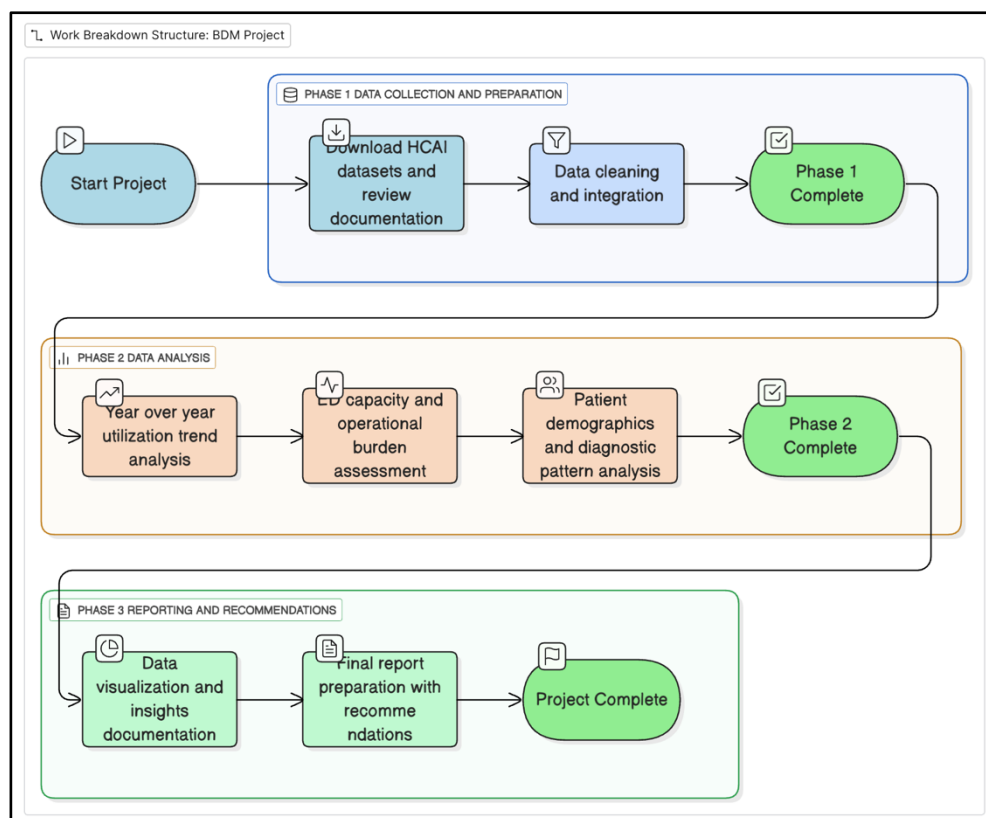 Work Breakdown Structure: BDM Project
PHASE 1 DATA COLLECTION AND PREPARATION
Start Project
Download HCAI
datasets and
review
documentation
Data cleaning
and integration
Phase 1
Complete
PHASE 2 DATA ANALYSIS
Year over year
utilization trend
analysis
ED capacity and
operational
burden
assessment
Patient
demographics
and diagnostic
pattern analysis
Phase 2
Complete
PHASE 3 REPORTING AND RECOMMENDATIONS
Data
visualization and
insights
documentation
Final report
preparation with
recomme
ndations
Project Complete